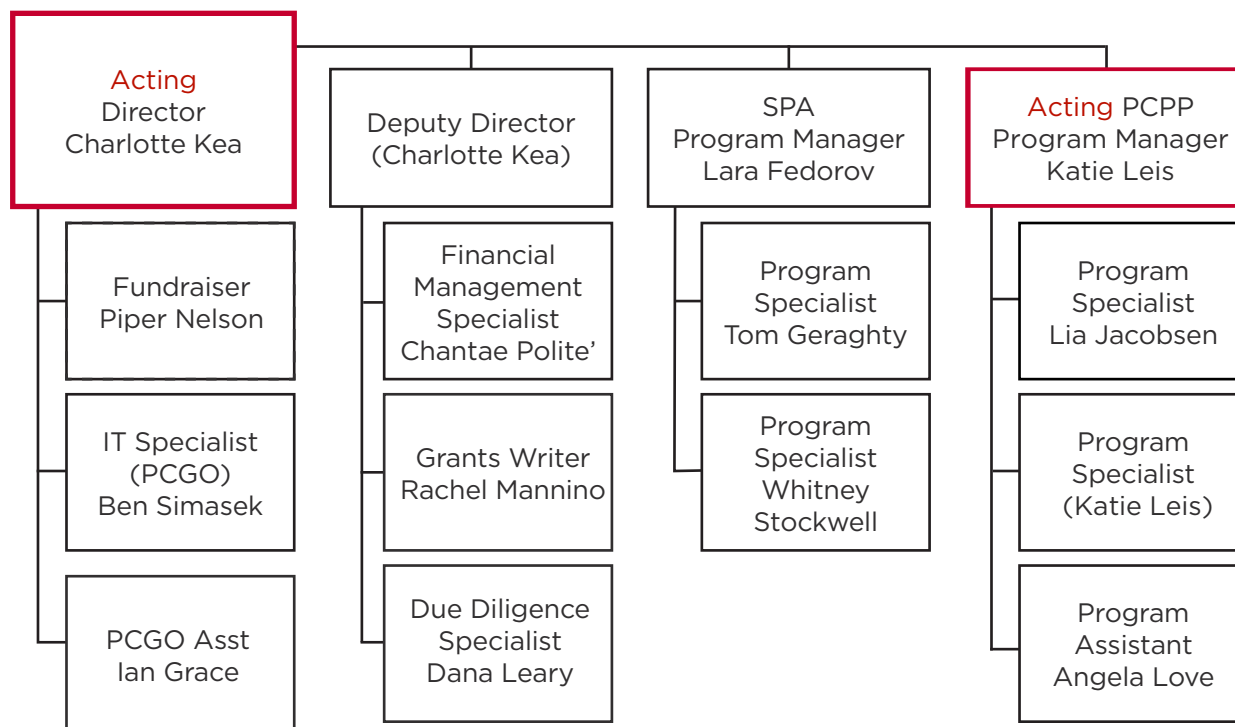 Acting
Director
Charlotte Kea
Fundraiser
Piper Nelson
IT Specialist
(PCGO)
Ben Simasek
PCGO Asst
Ian Grace
Deputy Director
(Charlotte Kea)
Financial
Management
Specialist
Chantae Polite’
Grants Writer
Rachel Mannino
Due Diligence
Specialist
Dana Leary
SPA
Program Manager
Lara Fedorov
Program
Specialist
Tom Geraghty
Program
Specialist
Whitney
Stockwell
Acting PCPP
Program Manager
Katie Leis
Program
Specialist
Lia Jacobsen
Program
Specialist
(Katie Leis)
Program
Assistant
Angela Love